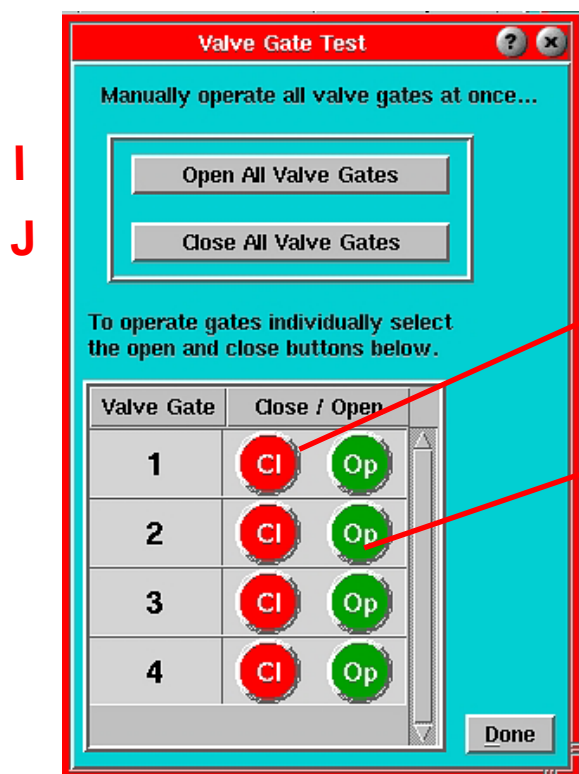 Valve Gate Test ? x
Manually operate all valve gates at once...
I
Open All Valve Gates
J
Close All Valve Gates
To operate gates individually select
the open and close buttons below.
Valve Gate Close / Open
1 Cl Op
2 Cl Op
3 Cl Op
4 Cl Op
Done